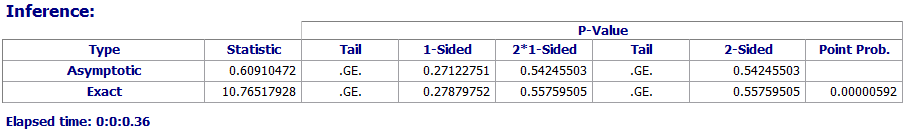 Inference:
P-Value
Type Statistic Tail 1-Sided 2*1-Sided Tail 2-Sided Point Prob.
Asymptotic 0.60910472 .GE. 0.27122751 0.54245503 .GE. 0.54245503
Exact 10.76517928 .GE. 0.27879752 0.55759505 .GE. 0.55759505 0.00000592
Elapsed time: 0:0:0.36